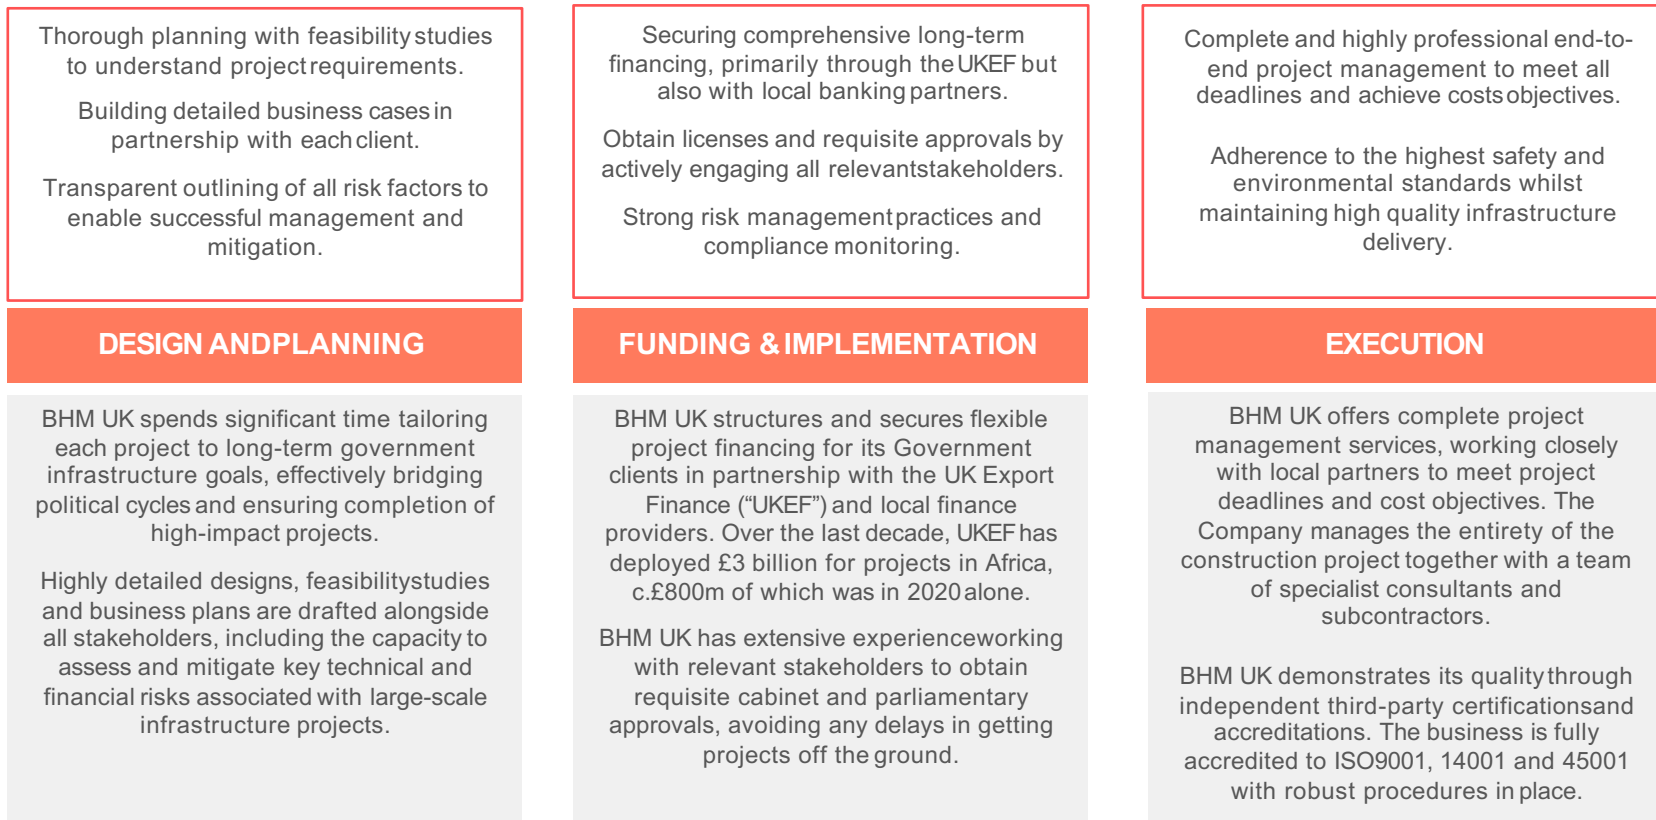 Thorough planning with feasibility studies
to understand project requirements.
Building detailed business cases in
partnership with each client.
Transparent outlining of all risk factors to
enable successful management and
mitigation.
DESIGN ANDPLANNING
BHM UK spends significant time tailoring
each project to long-term government
infrastructure goals, effectively bridging
political cycles and ensuring completion of
high-impact projects.
Highly detailed designs, feasibilitystudies
and business plans are drafted alongside
all stakeholders, including the capacity to
assess and mitigate key technical and
financial risks associated with large-scale
infrastructure projects.
Securing comprehensive long-term
financing, primarily through the UKEF but
also with local banking partners.
Obtain licenses and requisite approvals by
actively engaging all relevantstakeholders.
Strong risk management practices and
compliance monitoring.
FUNDING & IMPLEMENTATION
BHM UK structures and secures flexible
project financing for its Government
clients in partnership with the UK Export
Finance (“UKEF”) and local finance
providers. Over the last decade, UKEF has
deployed £3 billion for projects in Africa,
c.£800m of which was in 2020 alone.
BHM UK has extensive experienceworking
with relevant stakeholders to obtain
requisite cabinet and parliamentary
approvals, avoiding any delays in getting
projects off the ground.
Complete and highly professional end-to-
end project management to meet all
deadlines and achieve costs objectives.
Adherence to the highest safety and
environmental standards whilst
maintaining high quality infrastructure
delivery.
EXECUTION
BHM UK offers complete project
management services, working closely
with local partners to meet project
deadlines and cost objectives. The
Company manages the entirety of the
construction project together with a team
of specialist consultants and
subcontractors.
BHM UK demonstrates its quality through
independent third-party certificationsand
accreditations. The business is fully
accredited to ISO9001, 14001 and 45001
with robust procedures in place.